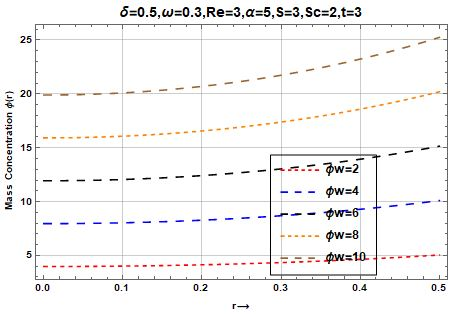 δ=0.5,ω=0.3,Re=3,α=5,S=3,Sc=2,t=3
Mass Concentration ϕ(r)
25
20
15
10
5
ϕw=2
ϕw=4
ϕw=6
ϕw=8
ϕw=10
0.0 0.1 0.2 0.3 0.4 0.5
r→